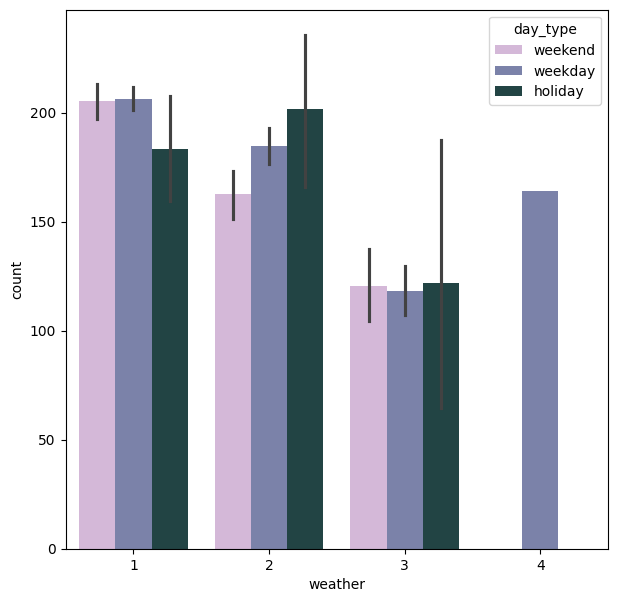 day_type
weekend
weekday
holiday
200
150
100
50
0
count
1 2 3 4
weather